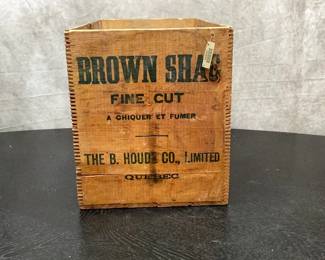 BROWN SHAG
FINE CUT
A CHIQUER ET FUMER
THE B. HOUDE CO., LIMITED
QUEBEC